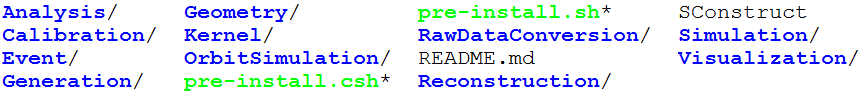 Analysis/ Geometry/ pre-install.sh* SConstruct
Calibration/ Kernel/ RawDataConversion/ Simulation/
Event/ OrbitSimulation/ README.md Visualization/
Generation/ pre-install.csh* Reconstruction/